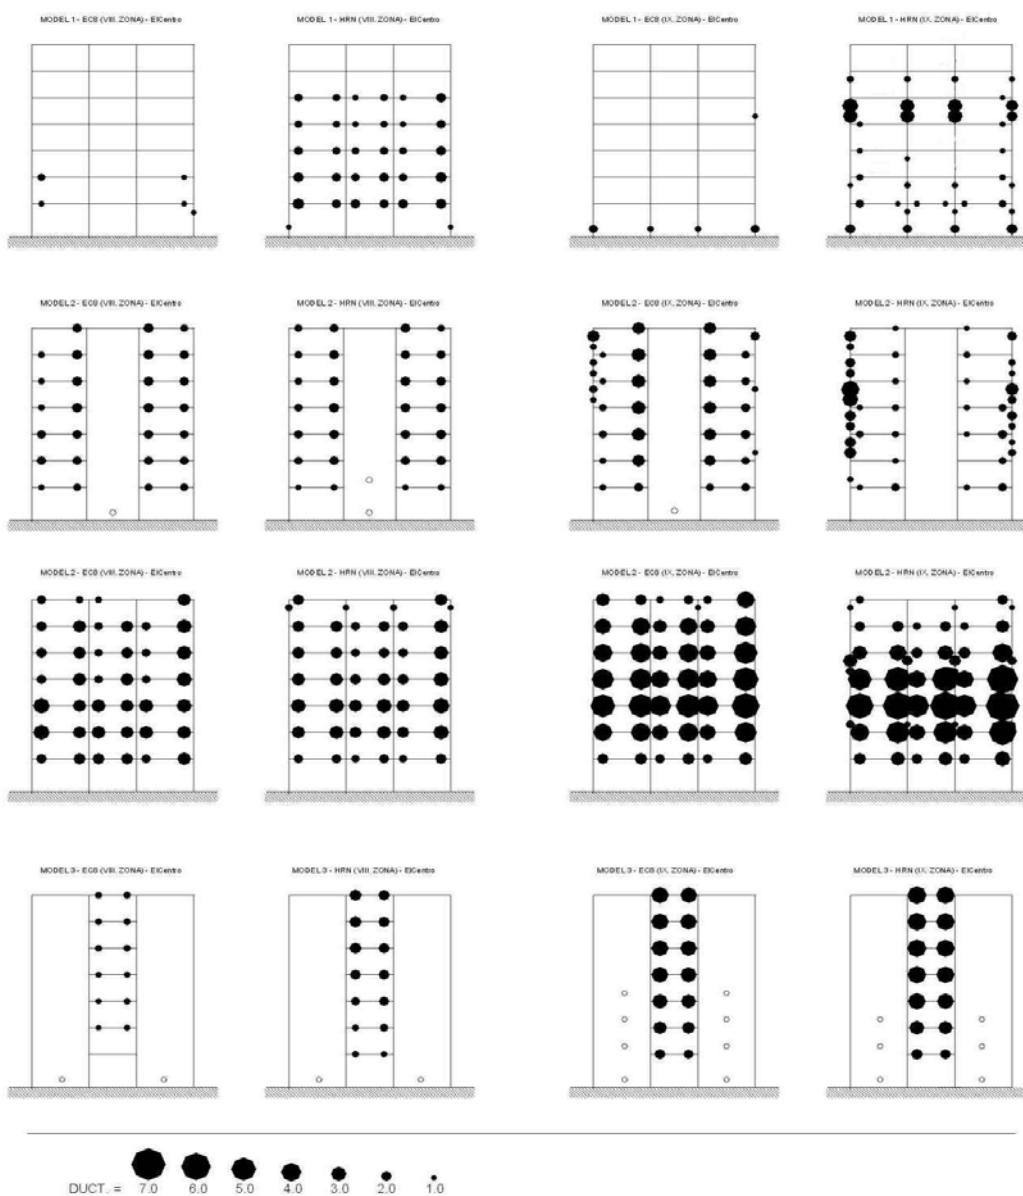 MODEL 1 - EC8 (VIII. ZONA) - ElCentro
MODEL 1 - HRN (VIII. ZONA) - ElCentro
MODEL 1 - EC8 (IX. ZONA) - ElCentro
MODEL 1 - HRN (IX. ZONA) - ElCentro
MODEL 2 - EC8 (VIII. ZONA) - ElCentro
MODEL 2 - HRN (VIII. ZONA) - ElCentro
MODEL 2 - EC8 (IX. ZONA) - ElCentro
MODEL 2 - HRN (IX. ZONA) - ElCentro
MODEL 2 - EC8 (VIII. ZONA) - ElCentro
MODEL 2 - HRN (VIII. ZONA) - ElCentro
MODEL 2 - EC8 (IX. ZONA) - ElCentro
MODEL 2 - HRN (IX. ZONA) - ElCentro
MODEL 3 - EC8 (VIII. ZONA) - ElCentro
MODEL 3 - HRN (VIII. ZONA) - ElCentro
MODEL 3 - EC8 (IX. ZONA) - ElCentro
MODEL 3 - HRN (IX. ZONA) - ElCentro
DUCT. = 7.0 6.0 5.0 4.0 3.0 2.0 1.0